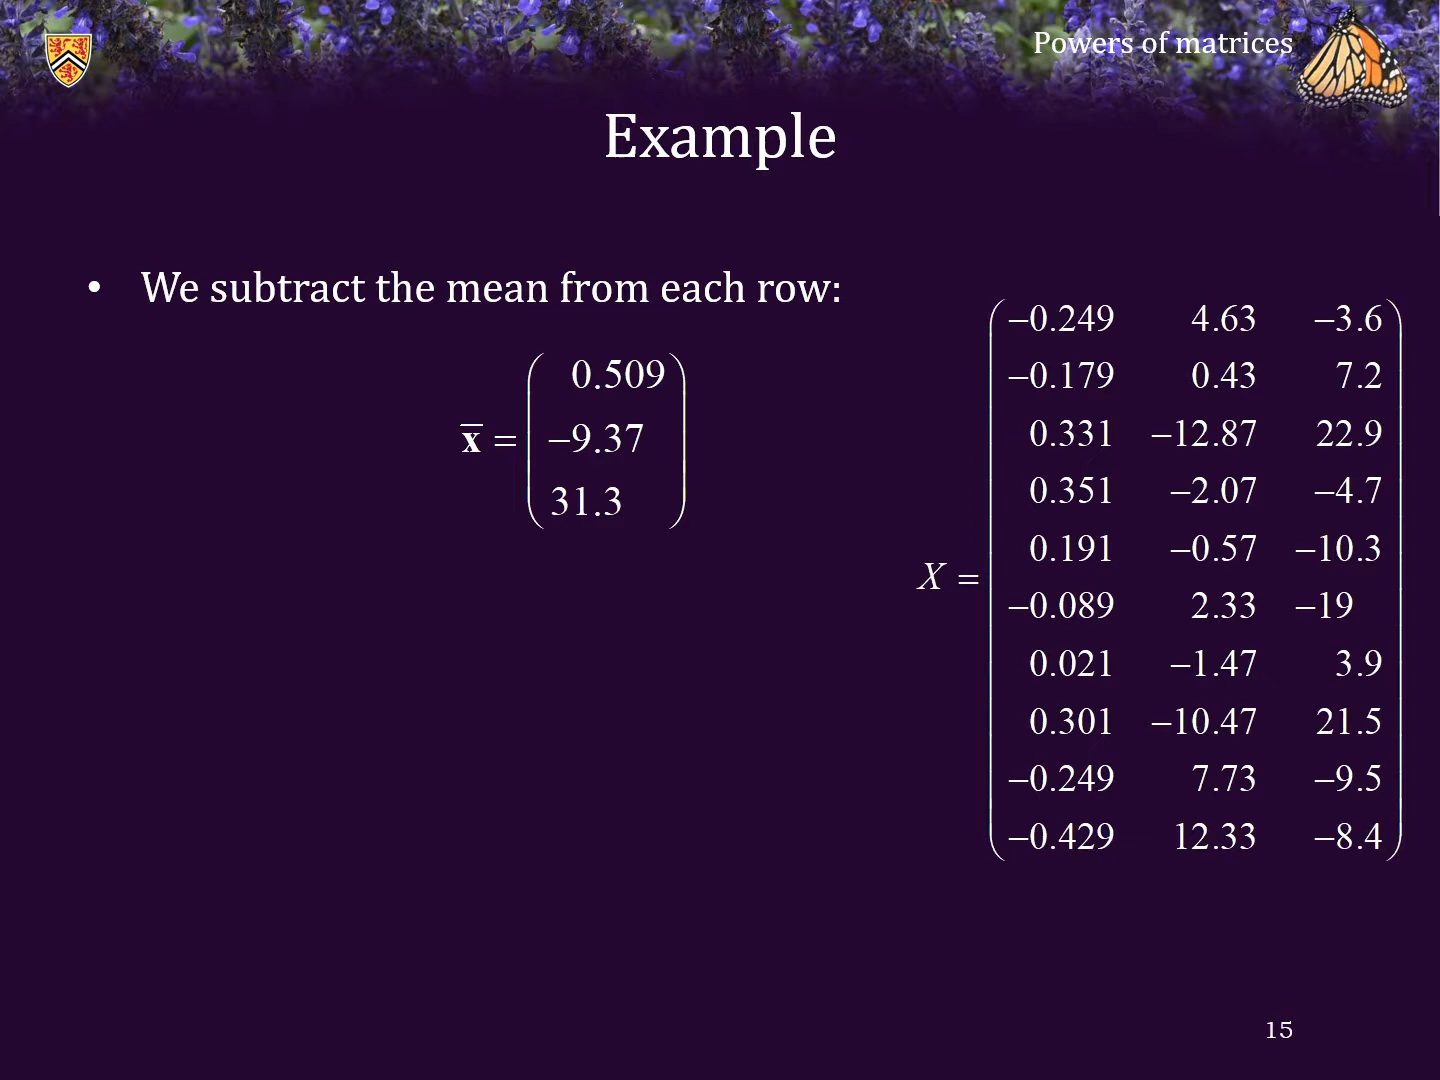 Powers of matrices
Example
• We subtract the mean from each row:
x̄ =
0.509
−9.37
31.3
X =
−0.249 4.63 −3.6
−0.179 0.43 7.2
0.331 −12.87 22.9
0.351 −2.07 −4.7
0.191 −0.57 −10.3
−0.089 2.33 −19
0.021 −1.47 3.9
0.301 −10.47 21.5
−0.249 7.73 −9.5
−0.429 12.33 −8.4
15